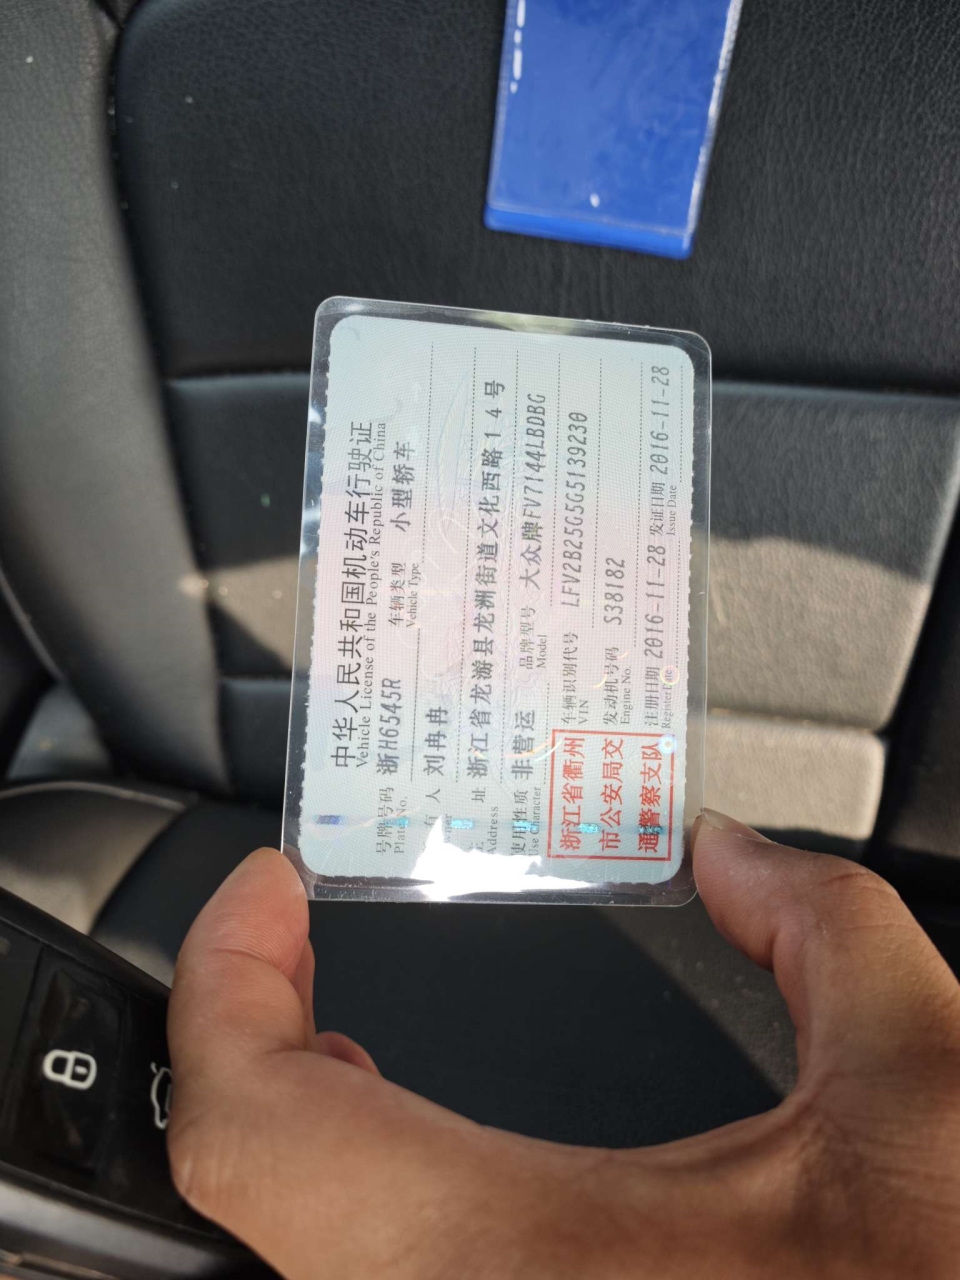 中华人民共和国机动车行驶证
Vehicle License of the People's Republic of China
号牌号码 浙H6545R 车辆类型 小型轿车
Plate No. Vehicle Type
有 人 刘冉冉
址 浙江省龙游县龙洲街道文化西路14号
Address
使用性质 非营运 品牌型号 大众牌FV7144LBDBG
Use Character Model
浙江省衢州
市公安局交
通警察支队
车辆识别代号 LFV2B25G5G5139230
VIN
发动机号码 S38182
Engine No.
注册日期 2016-11-28 发证日期 2016-11-28
Register Date Issue Date